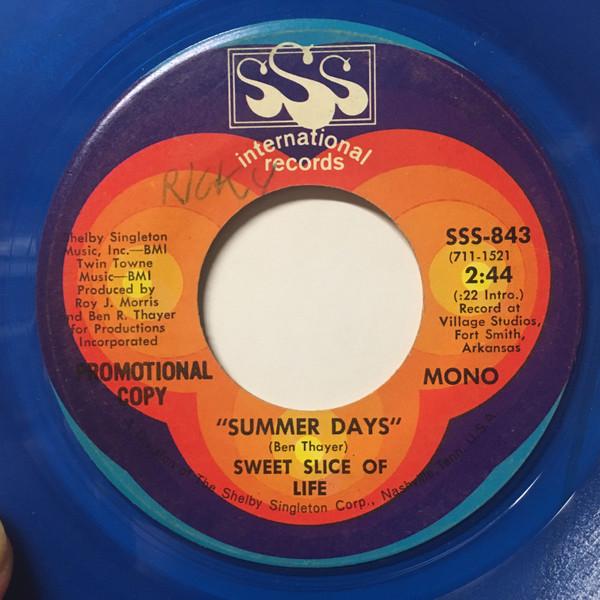 SSS
international
records
RICKY
Shelby Singleton
Music, Inc.—BMI
Twin Towne
Music—BMI
Produced by
Roy J. Morris
and Ben R. Thayer
for Productions
Incorporated
PROMOTIONAL
COPY
SSS-843
(711-1521
2:44
(:22 Intro.)
Record at
Village Studios,
Fort Smith,
Arkansas
MONO
"SUMMER DAYS"
(Ben Thayer)
SWEET SLICE OF
LIFE
A Division of The Shelby Singleton Corp., Nashville, Tenn. U.S.A.